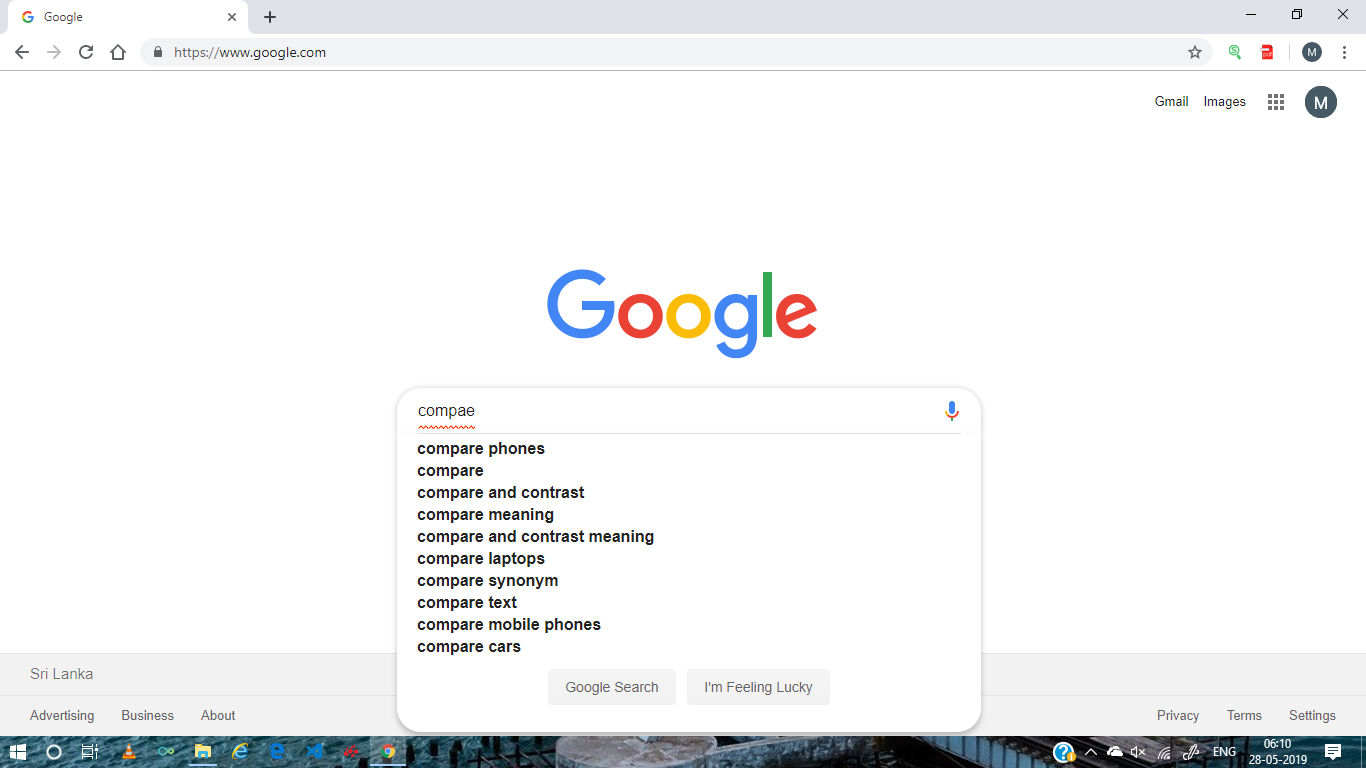 Google
https://www.google.com
M
Gmail Images
M
Google
compae
compare phones
compare
compare and contrast
compare meaning
compare and contrast meaning
compare laptops
compare synonym
compare text
compare mobile phones
compare cars
Google Search I'm Feeling Lucky
Sri Lanka
Advertising Business About Privacy Terms Settings
ENG
06:10
28-05-2019